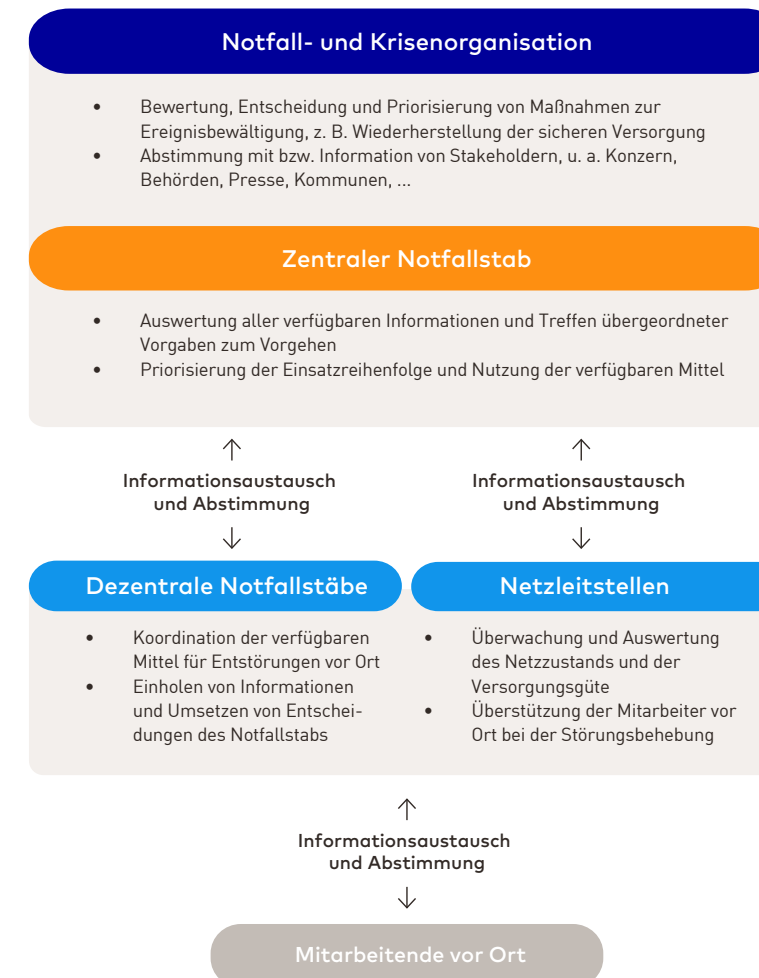 Notfall- und Krisenorganisation
• Bewertung, Entscheidung und Priorisierung von Maßnahmen zur
Ereignisbewältigung, z. B. Wiederherstellung der sicheren Versorgung
• Abstimmung mit bzw. Information von Stakeholdern, u. a. Konzern,
Behörden, Presse, Kommunen, ...
Zentraler Notfallstab
• Auswertung aller verfügbaren Informationen und Treffen übergeordneter
Vorgaben zum Vorgehen
• Priorisierung der Einsatzreihenfolge und Nutzung der verfügbaren Mittel
↑ 
Informationsaustausch
und Abstimmung
↓
↑
Informationsaustausch
und Abstimmung
↓
Dezentrale Notfallstäbe
• Koordination der verfügbaren
Mittel für Entstörungen vor Ort
• Einholen von Informationen
und Umsetzen von Entschei-
dungen des Notfallstabs
Netzleitstellen
• Überwachung und Auswertung
des Netzzustands und der
Versorgungsgüte
• Überstützung der Mitarbeiter vor
Ort bei der Störungsbehebung
↑
Informationsaustausch
und Abstimmung
↓
Mitarbeitende vor Ort